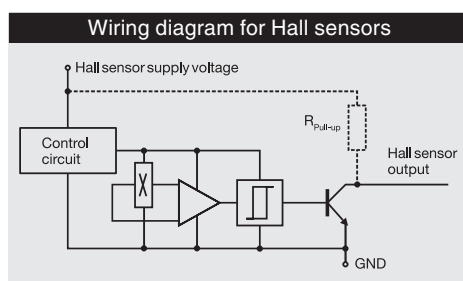 Wiring diagram for Hall sensors
Hall sensor supply voltage
Control
circuit
RPull-up
Hall sensor
output
GND